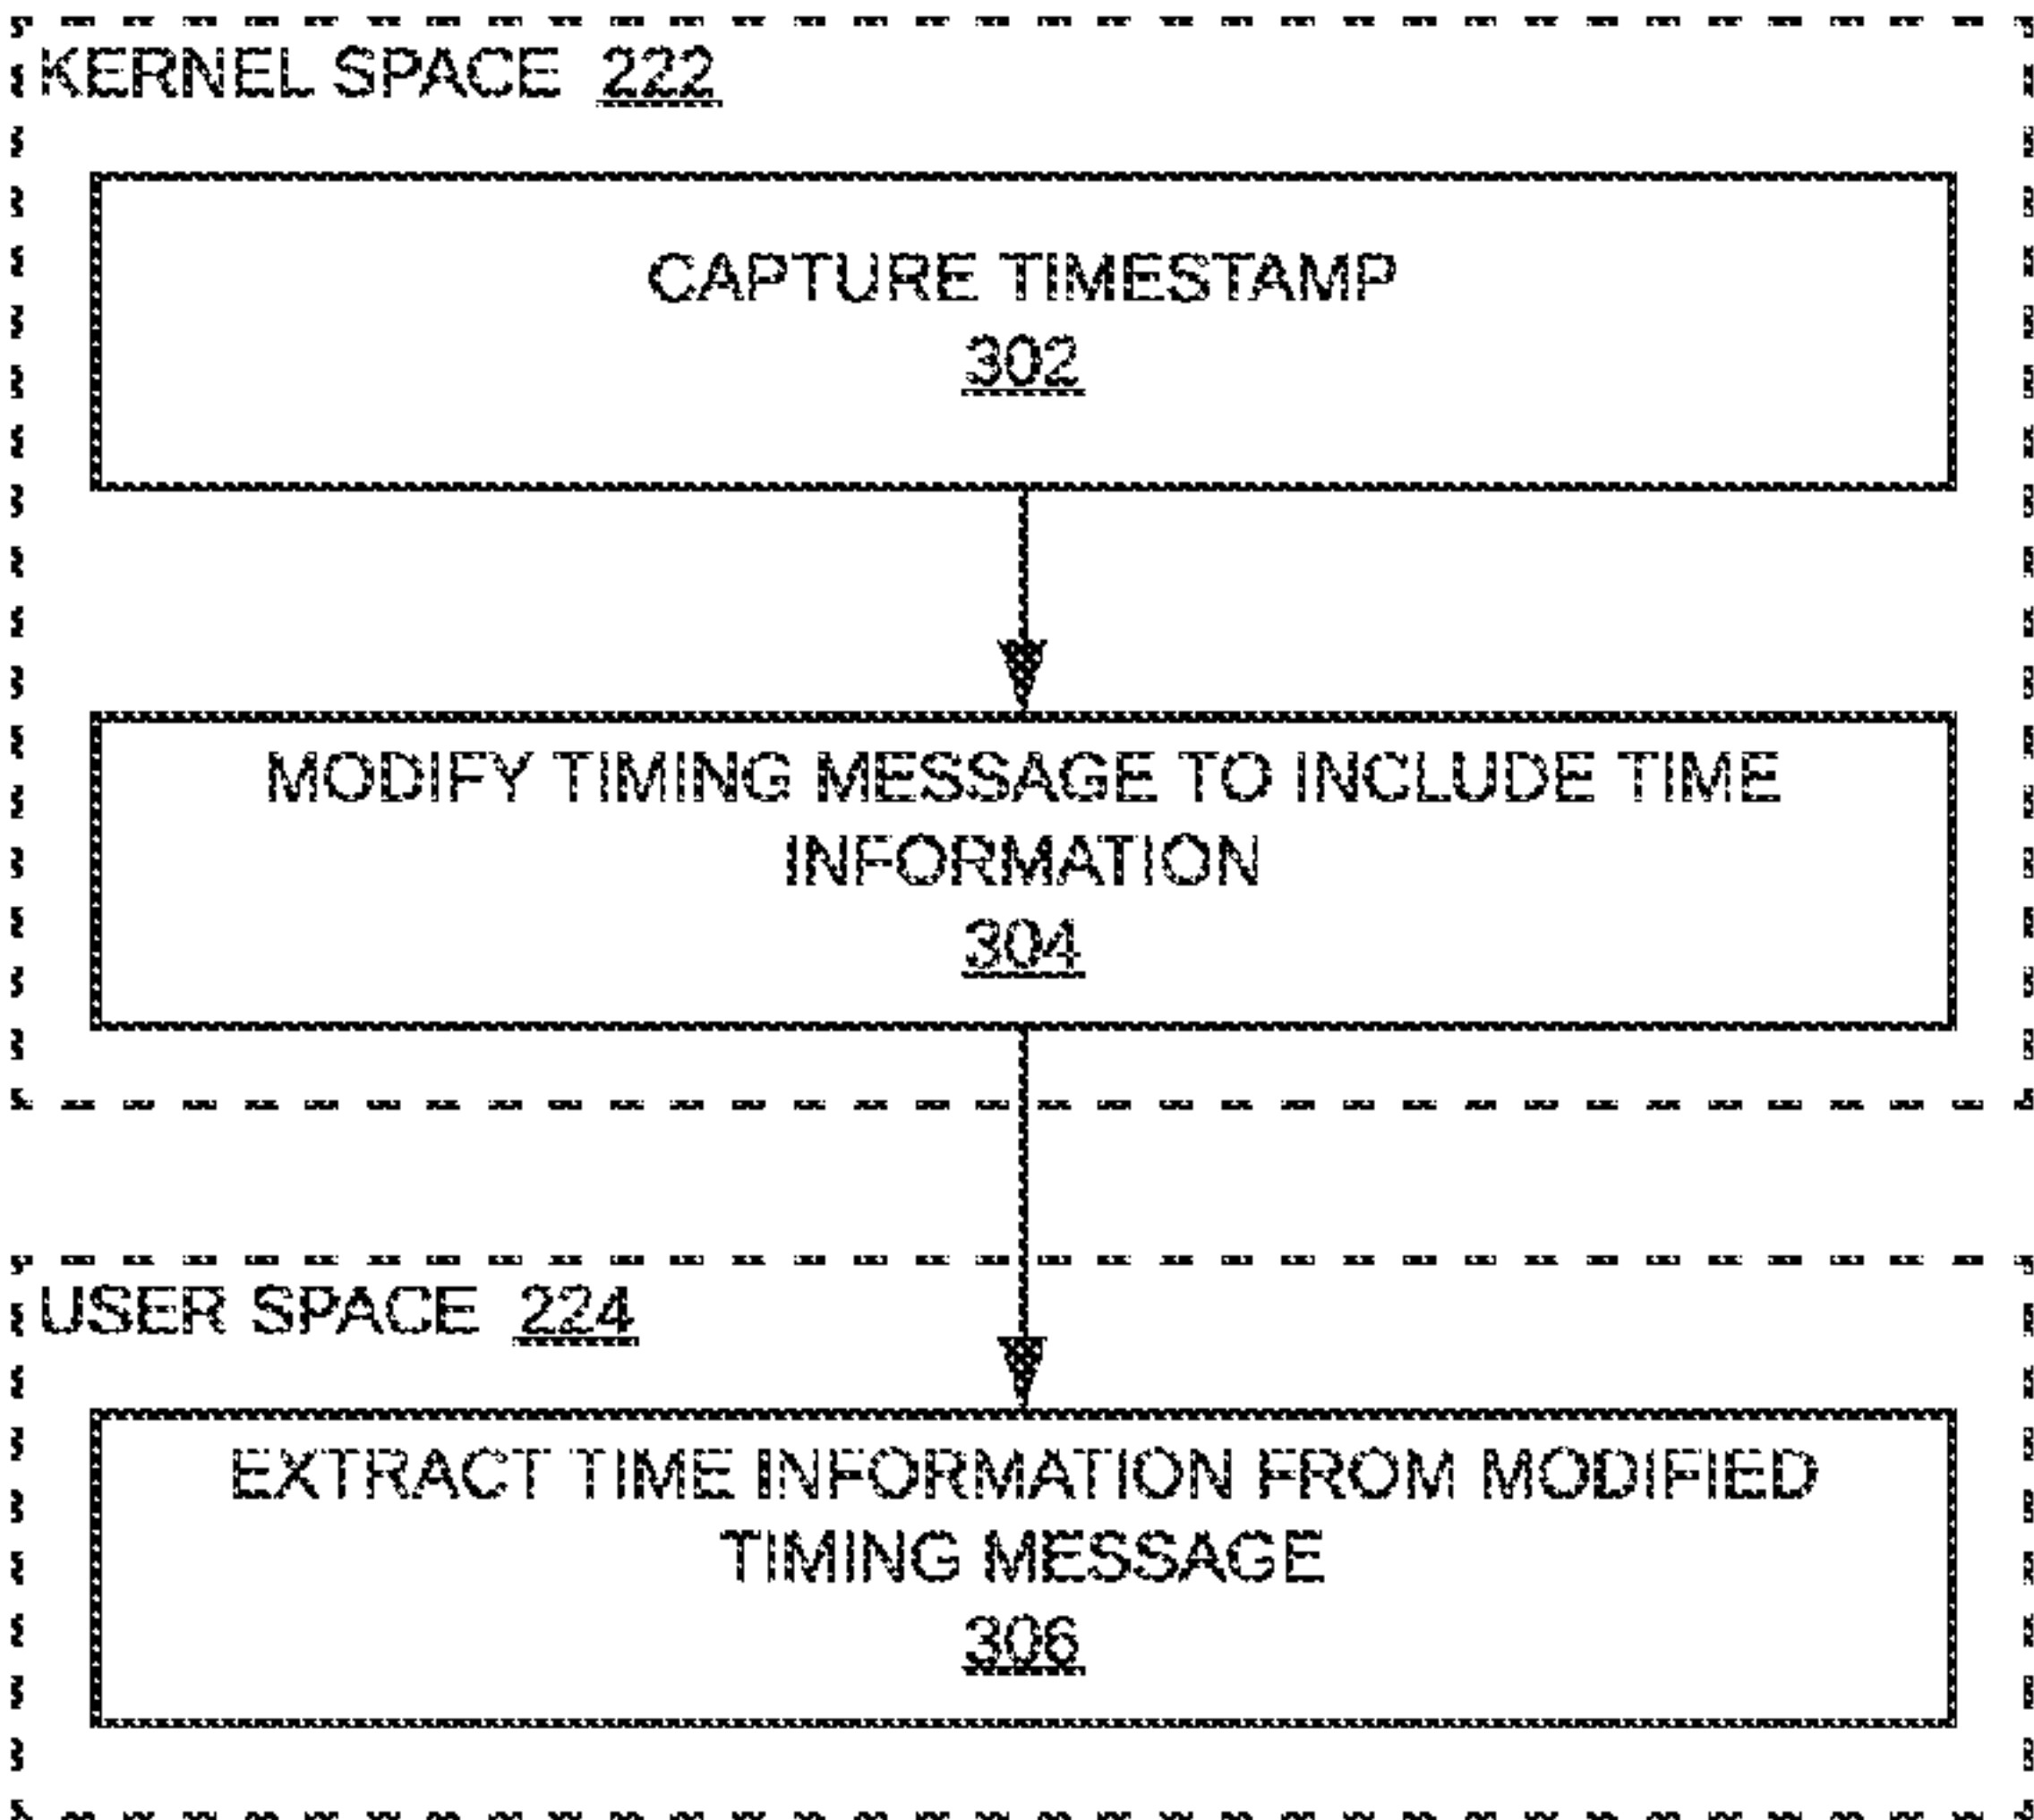 KERNEL SPACE 222
CAPTURE TIMESTAMP
302
MODIFY TIMING MESSAGE TO INCLUDE TIME
INFORMATION
304
USER SPACE 224
EXTRACT TIME INFORMATION FROM MODIFIED
TIMING MESSAGE
306